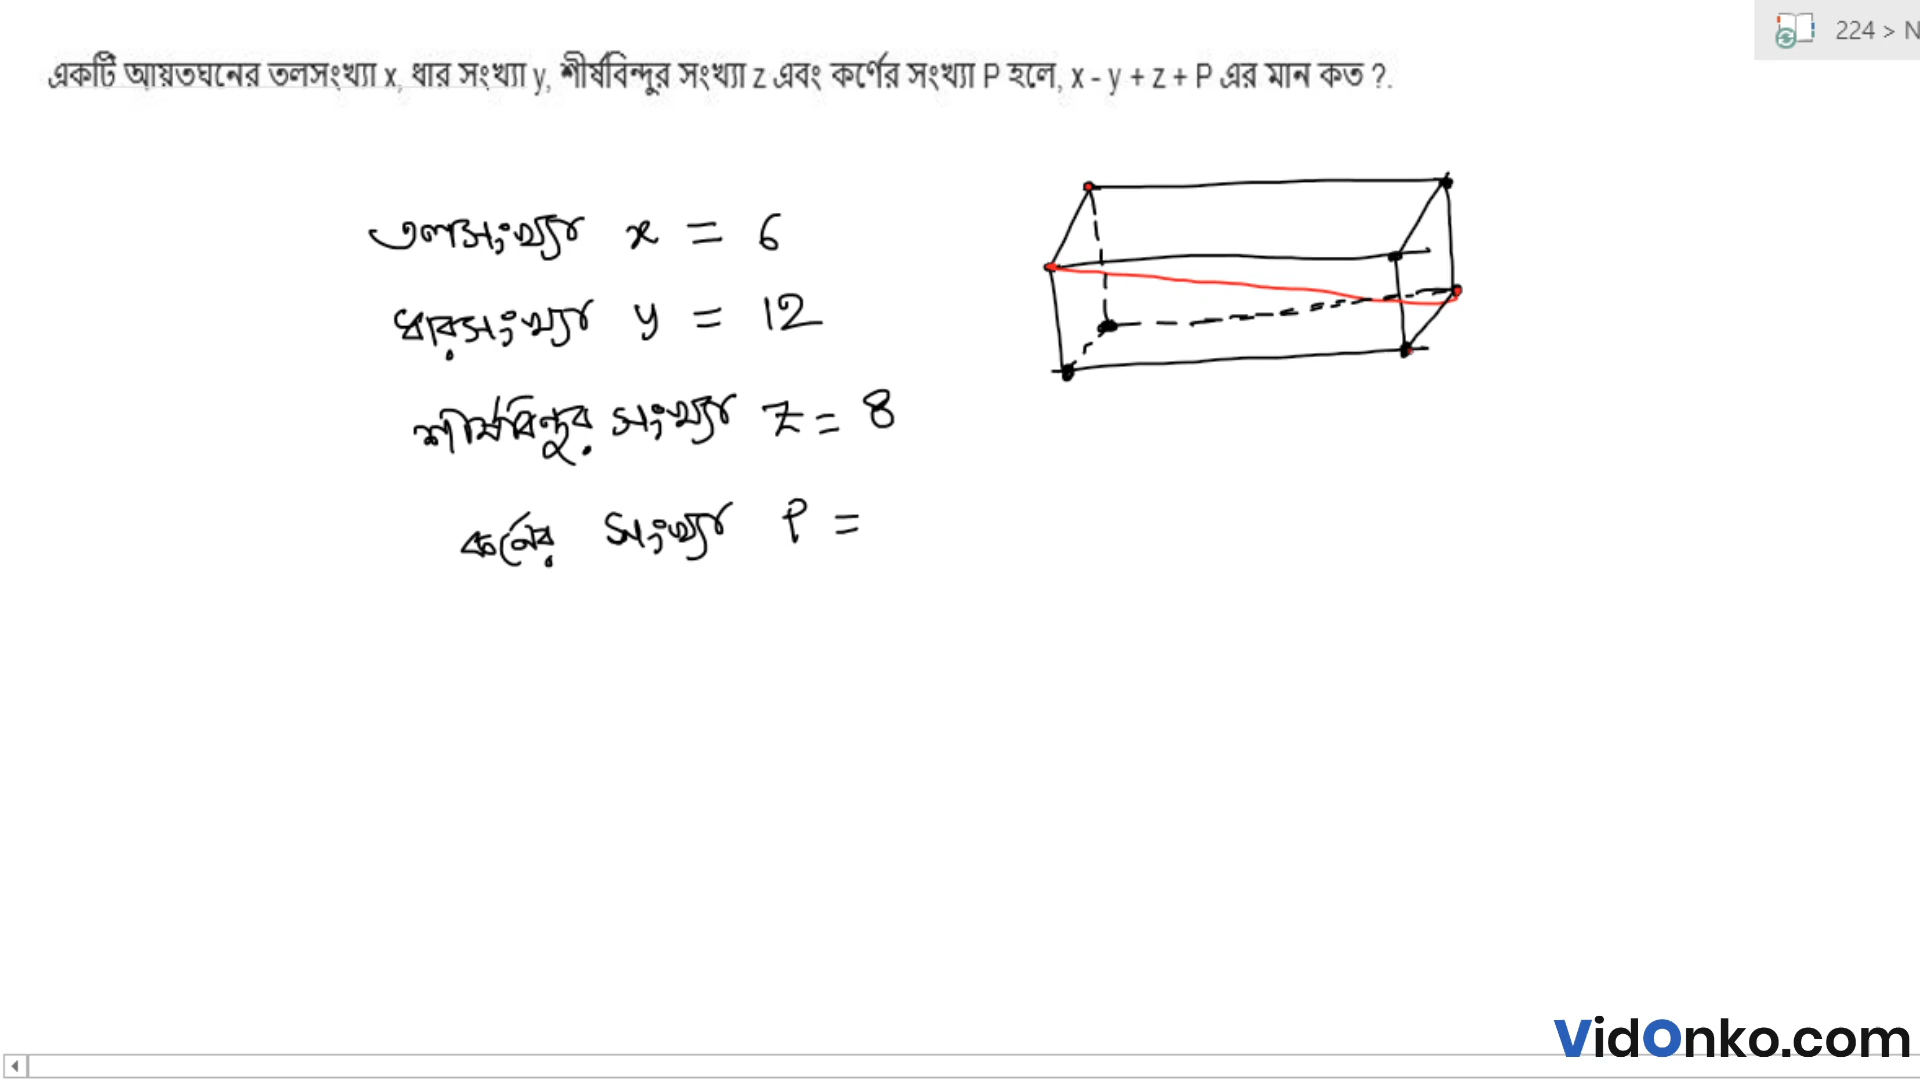 224 > N
একটি আয়তঘনের তলসংখ্যা x, ধার সংখ্যা y, শীর্ষবিন্দুর সংখ্যা z এবং কর্ণের সংখ্যা P হলে, x - y + z + P এর মান কত ?.
তলসংখ্যা x = 6
ধারসংখ্যা y = 12
শীর্ষবিন্দুর সংখ্যা z = 8
কর্নের সংখ্যা P =
VidOnko.com